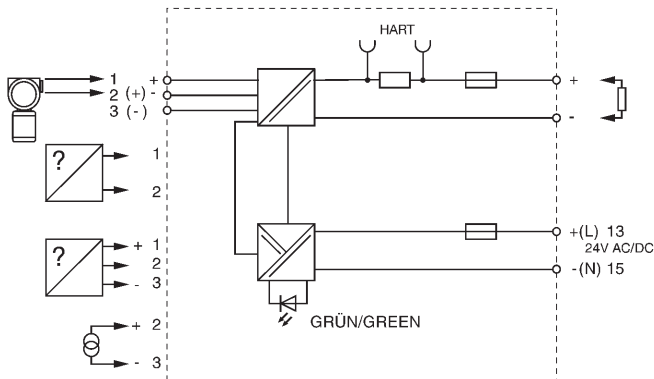 HART
1 +
2 (+) -
3 (-)
+
-
? 1
2
? + 1
2
- 3
+ 2
- 3
+(L) 13
24V AC/DC
-(N) 15
GRÜN/GREEN